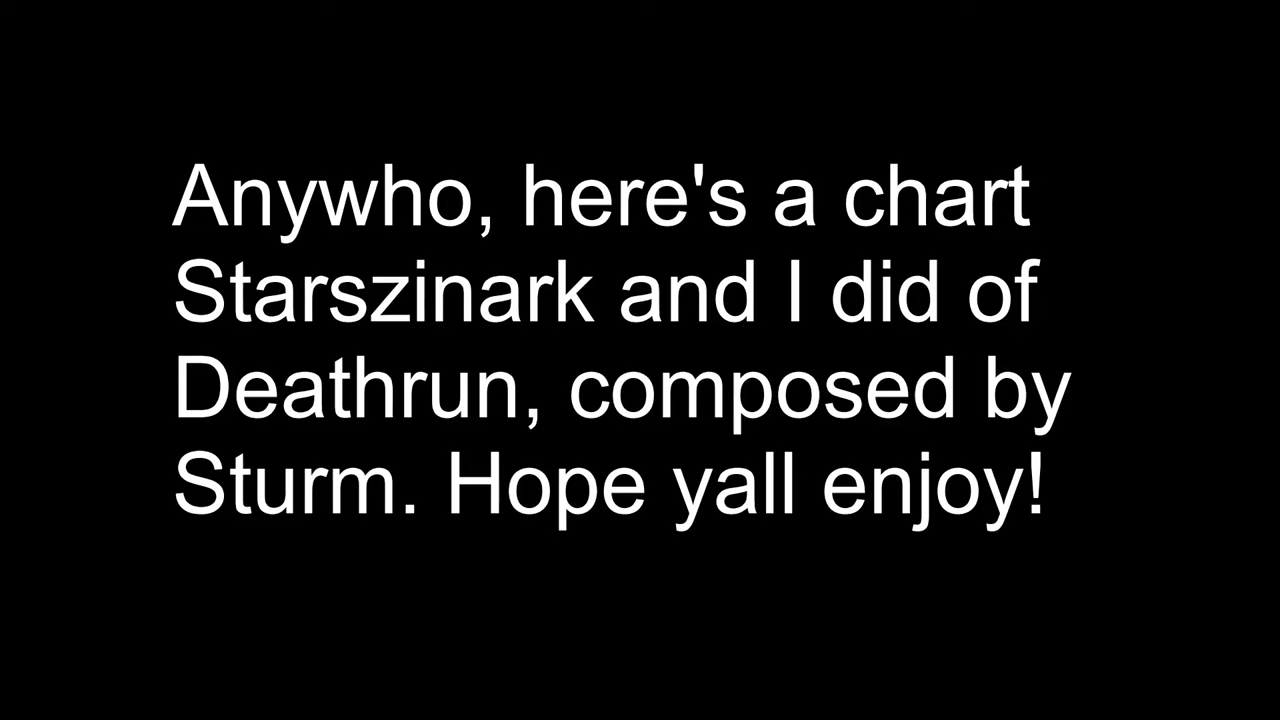 Anywho, here's a chart
Starszinark and I did of
Deathrun, composed by
Sturm. Hope yall enjoy!